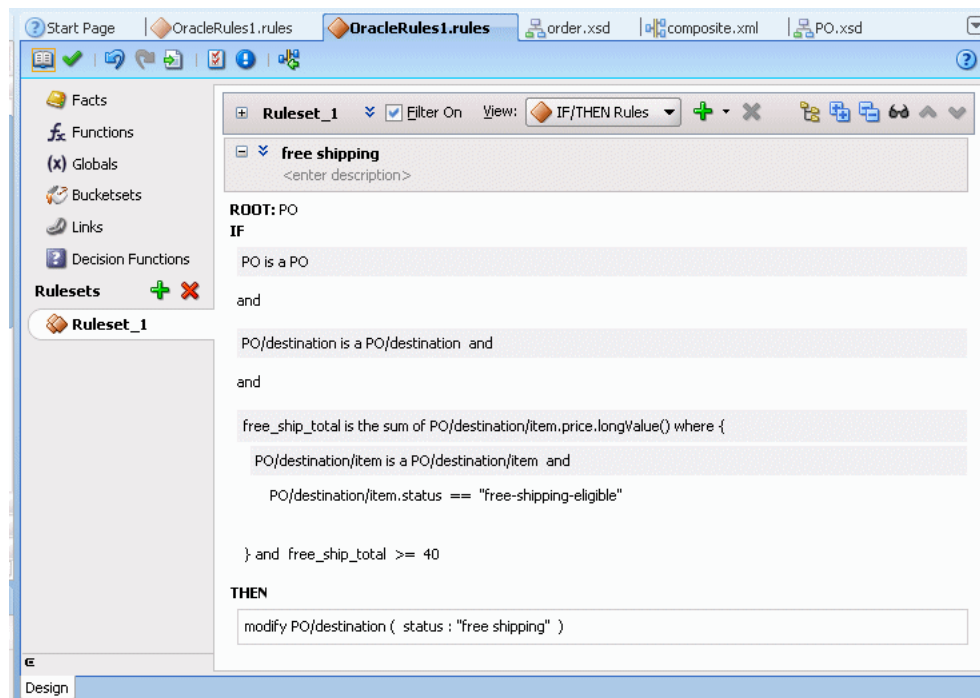 Start Page OracleRules1.rules OracleRules1.rules order.xsd composite.xml PO.xsd
Facts
Functions
Globals
Bucketsets
Links
Decision Functions
Rulesets
Ruleset_1
Ruleset_1 Filter On View: IF/THEN Rules
free shipping
<enter description>
ROOT: PO
IF
PO is a PO
and
PO/destination is a PO/destination and
and
free_ship_total is the sum of PO/destination/item.price.longValue() where {
PO/destination/item is a PO/destination/item and
PO/destination/item.status == "free-shipping-eligible"
} and free_ship_total >= 40
THEN
modify PO/destination ( status : "free shipping" )
Design